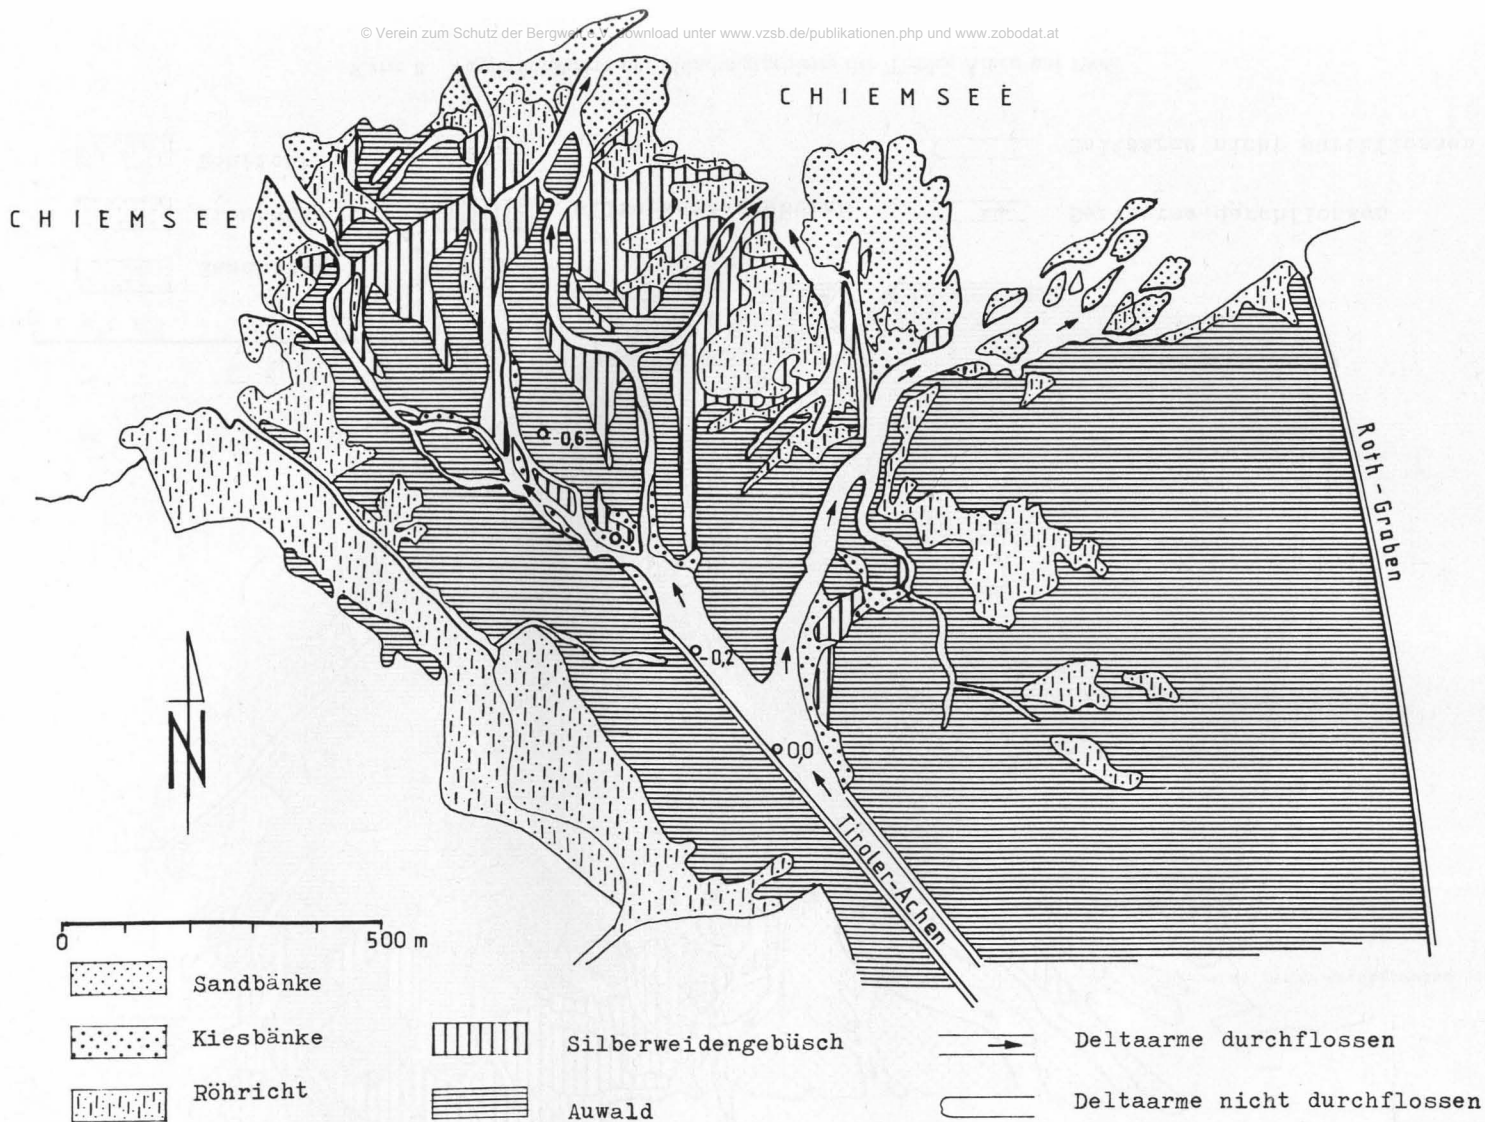 © Verein zum Schutz der Bergwelt e.V. download unter www.vzsb.de/publikationen.php und www.zobodat.at
CHIEMSEE
CHIEMSEE
-0,6
-0,2
0,0
Roth-Graben
Tiroler-Achen
N
0 500 m
Sandbänke
Kiesbänke
Röhricht
Silberweidengebüsch
Auwald
Deltaarme durchflossen
Deltaarme nicht durchflossen